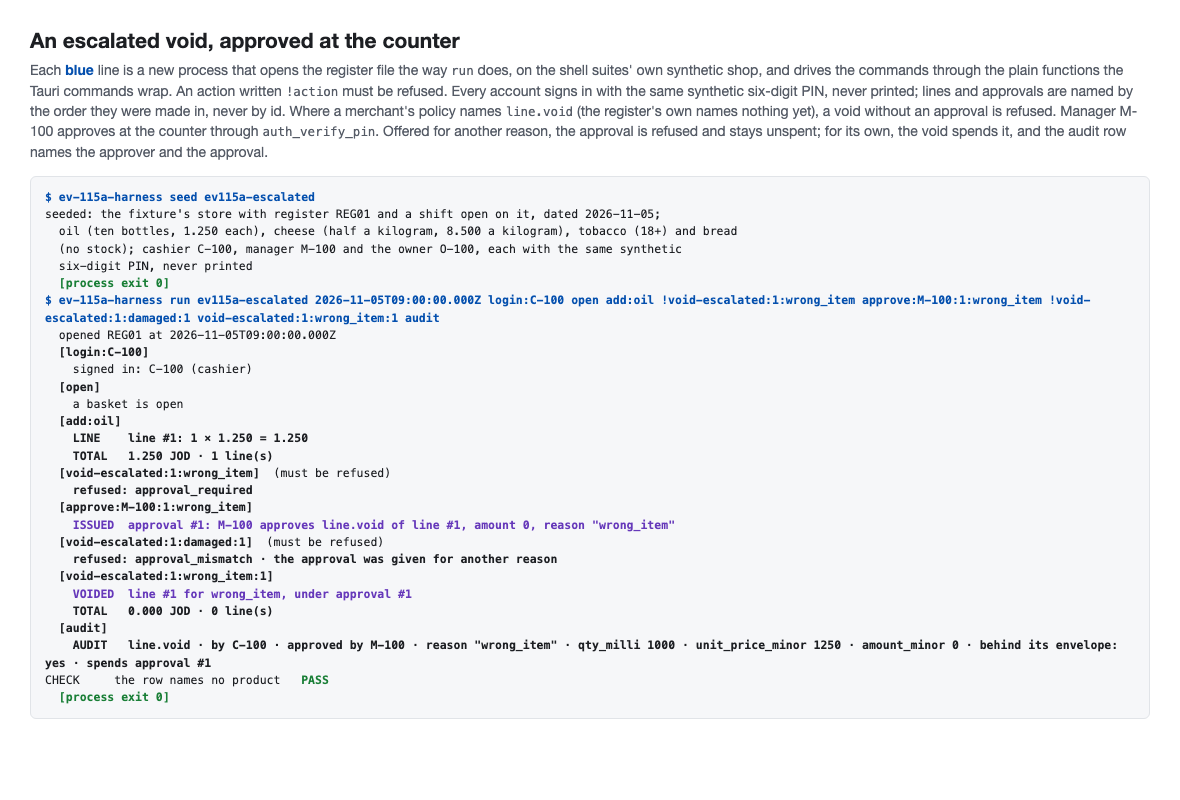 An escalated void, approved at the counter
Each blue line is a new process that opens the register file the way run does, on the shell suites' own synthetic shop, and drives the commands through the plain functions the
Tauri commands wrap. An action written !action must be refused. Every account signs in with the same synthetic six-digit PIN, never printed; lines and approvals are named by
the order they were made in, never by id. Where a merchant's policy names line.void (the register's own names nothing yet), a void without an approval is refused. Manager M-
100 approves at the counter through auth_verify_pin. Offered for another reason, the approval is refused and stays unspent; for its own, the void spends it, and the audit row
names the approver and the approval.
$ ev-115a-harness seed ev115a-escalated
seeded: the fixture's store with register REG01 and a shift open on it, dated 2026-11-05;
oil (ten bottles, 1.250 each), cheese (half a kilogram, 8.500 a kilogram), tobacco (18+) and bread
(no stock); cashier C-100, manager M-100 and the owner O-100, each with the same synthetic
six-digit PIN, never printed
[process exit 0]
$ ev-115a-harness run ev115a-escalated 2026-11-05T09:00:00.000Z login:C-100 open add:oil !void-escalated:1:wrong_item approve:M-100:1:wrong_item !void-
escalated:1:damaged:1 void-escalated:1:wrong_item:1 audit
opened REG01 at 2026-11-05T09:00:00.000Z
[login:C-100]
signed in: C-100 (cashier)
[open]
a basket is open
[add:oil]
LINE line #1: 1 × 1.250 = 1.250
TOTAL 1.250 JOD · 1 line(s)
[void-escalated:1:wrong_item] (must be refused)
refused: approval_required
[approve:M-100:1:wrong_item]
ISSUED approval #1: M-100 approves line.void of line #1, amount 0, reason "wrong_item"
[void-escalated:1:damaged:1] (must be refused)
refused: approval_mismatch · the approval was given for another reason
[void-escalated:1:wrong_item:1]
VOIDED line #1 for wrong_item, under approval #1
TOTAL 0.000 JOD · 0 line(s)
[audit]
AUDIT line.void · by C-100 · approved by M-100 · reason "wrong_item" · qty_milli 1000 · unit_price_minor 1250 · amount_minor 0 · behind its envelope:
yes · spends approval #1
CHECK the row names no product PASS
[process exit 0]